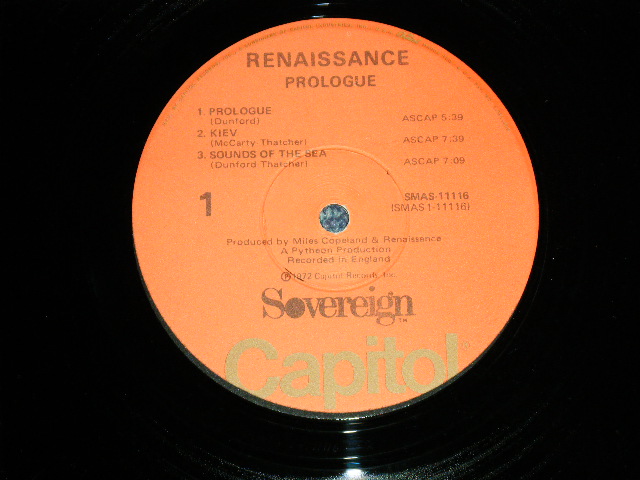 RENAISSANCE
PROLOGUE
1. PROLOGUE ASCAP 5:39
(Dunford)
2. KIEV ASCAP 7:39
(McCarty Thatcher)
3. SOUNDS OF THE SEA ASCAP 7:09
(Dunford Thatcher)
1
SMAS-11116
(SMAS1-11116)
Produced by Miles Copeland & Renaissance
A Pytheon Production
Recorded in England
℗1972 Capitol Records, Inc.
Sovereign
TM
Capitol